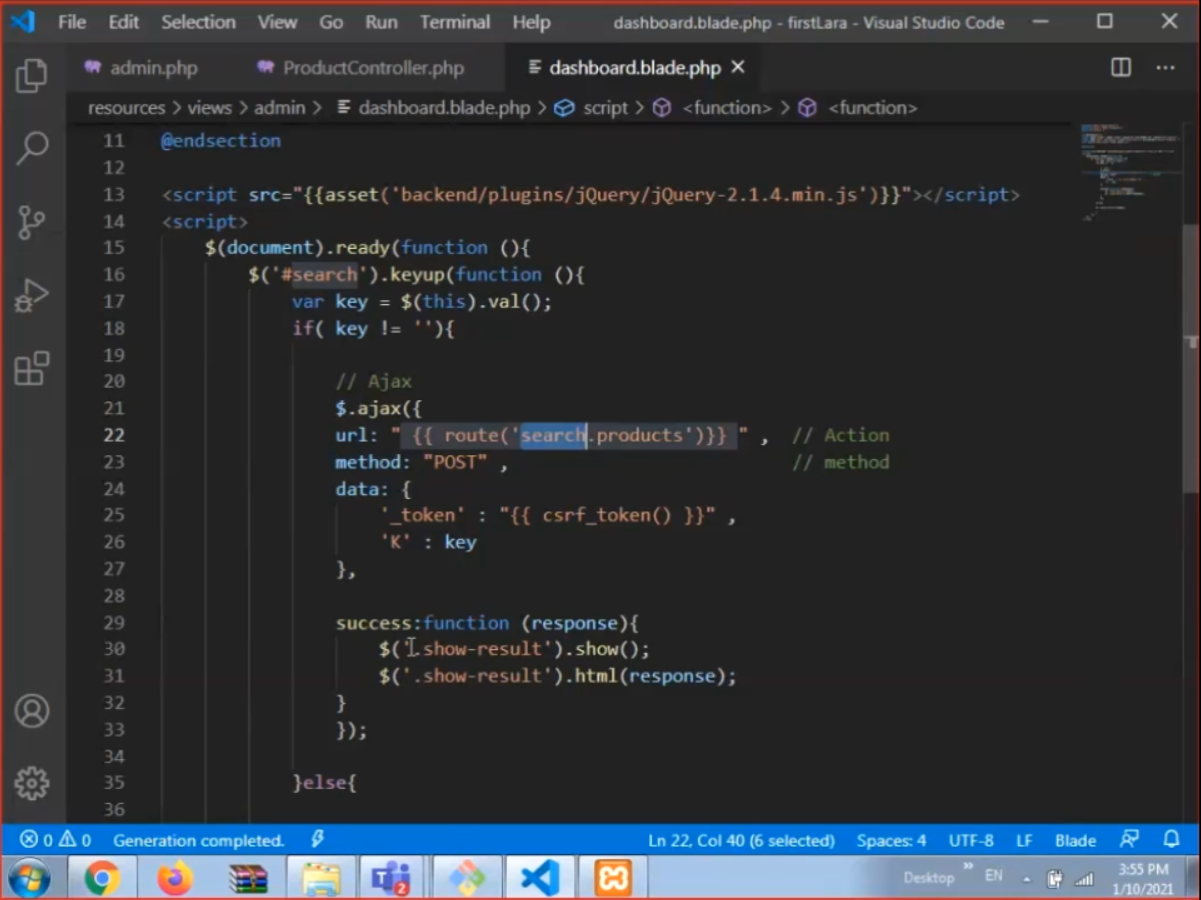 File Edit Selection View Go Run Terminal Help dashboard.blade.php - firstLara - Visual Studio Code
admin.php ProductController.php dashboard.blade.php
resources > views > admin > dashboard.blade.php > script > <function> > <function>
11 @endsection
12
13 <script src="{{asset('backend/plugins/jQuery/jQuery-2.1.4.min.js')}}"></script>
14 <script>
15 $(document).ready(function (){
16 $('#search').keyup(function (){
17 var key = $(this).val();
18 if( key != ''){
19
20 // Ajax
21 $.ajax({
22 url: " {{ route('search.products')}} " , // Action
23 method: "POST" , // method
24 data: {
25 '_token' : "{{ csrf_token() }}" ,
26 'K' : key
27 },
28
29 success:function (response){
30 $('.show-result').show();
31 $('.show-result').html(response);
32 }
33 });
34
35 }else{
36
0 0 Generation completed. Ln 22, Col 40 (6 selected) Spaces: 4 UTF-8 LF Blade
T 2 Desktop » EN 3:55 PM
1/10/2021